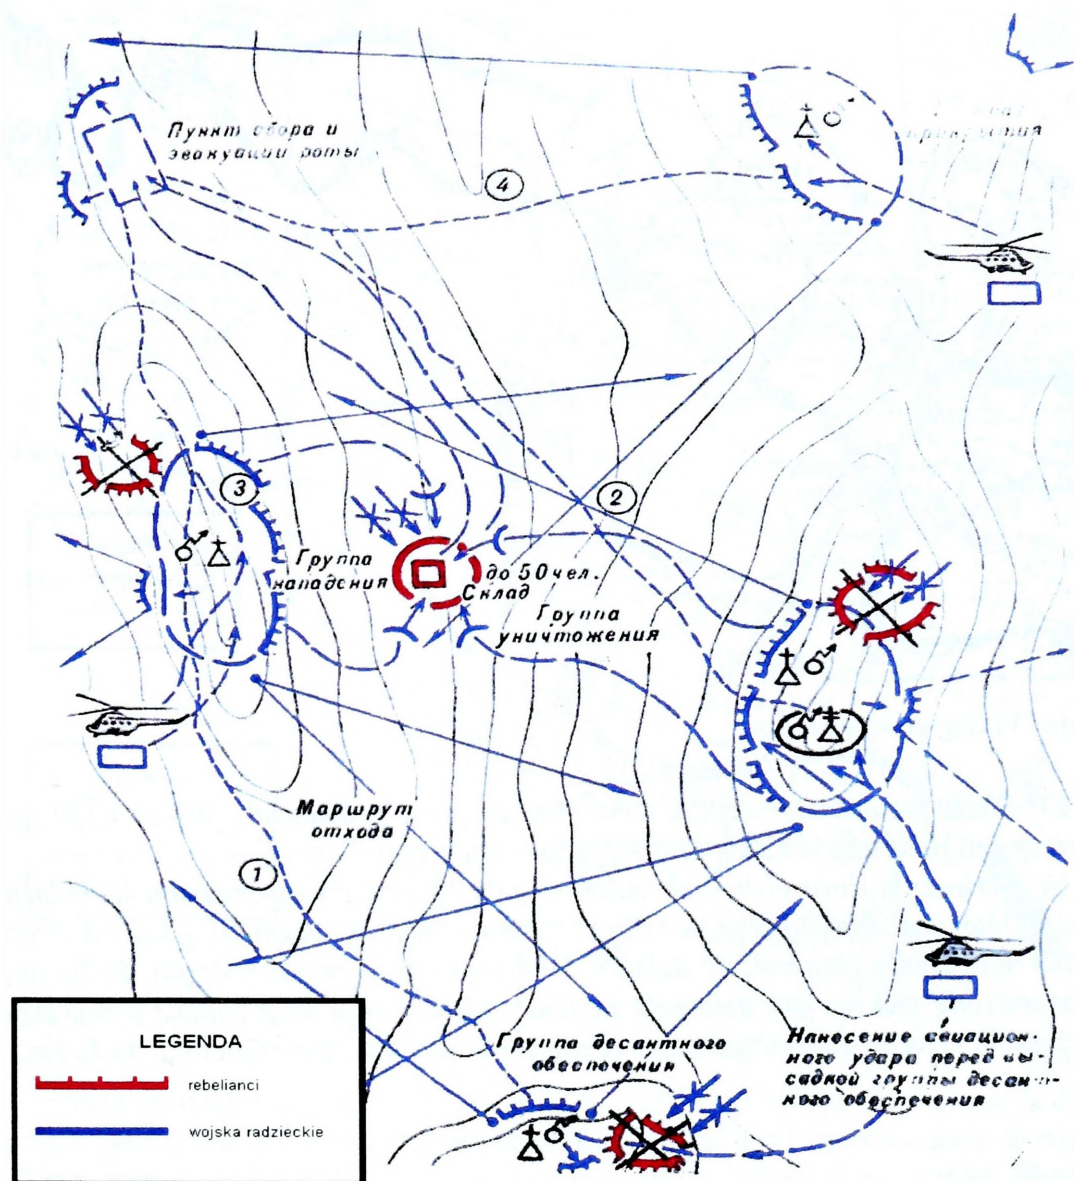 Пункт сбора и
эвакуации роты
4
3
2
Группа
нападения
до 50 чел.
Склад
Группа
уничтожения
Маршрут
отхода
1
LEGENDA
rebelianci
wojska radzieckie
Группа десантного
обеспечения
Нанесение авиацион-
ного удара перед вы-
садкой группы десант-
ного обеспечения